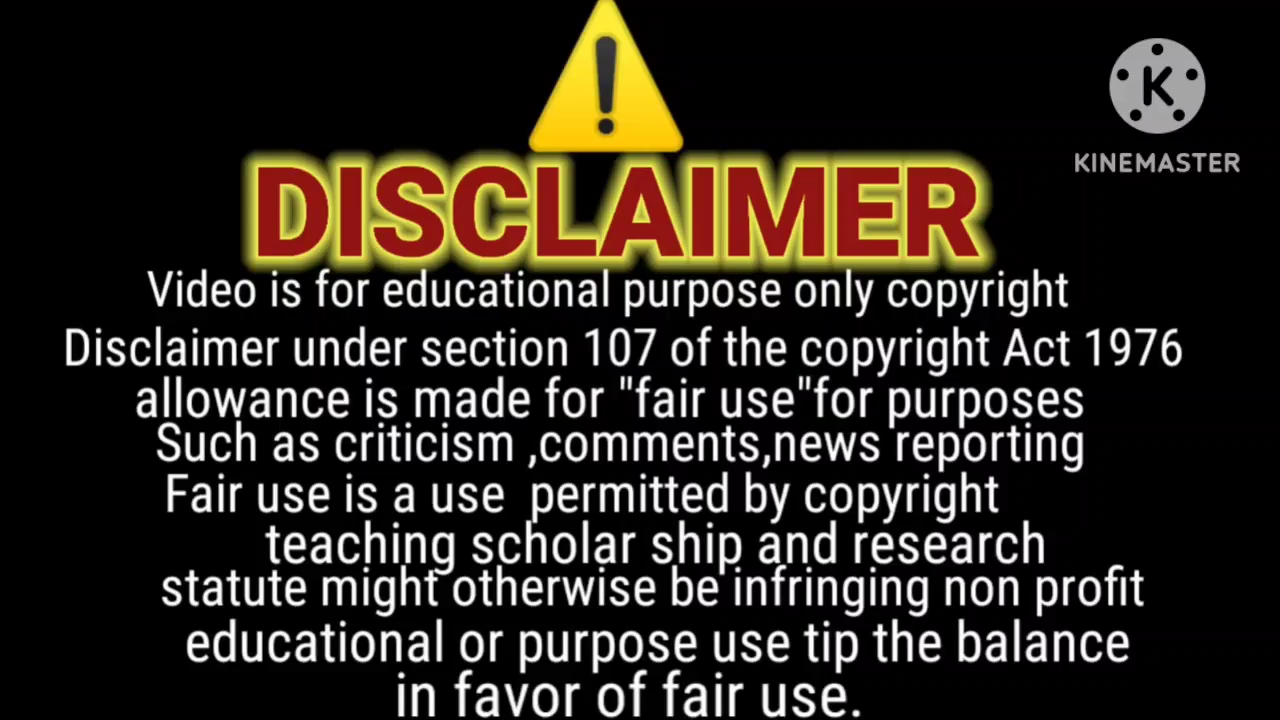 K
KINEMASTER
DISCLAIMER
Video is for educational purpose only copyright
Disclaimer under section 107 of the copyright Act 1976
allowance is made for "fair use"for purposes
Such as criticism ,comments,news reporting
Fair use is a use permitted by copyright
teaching scholar ship and research
statute might otherwise be infringing non profit
educational or purpose use tip the balance
in favor of fair use.